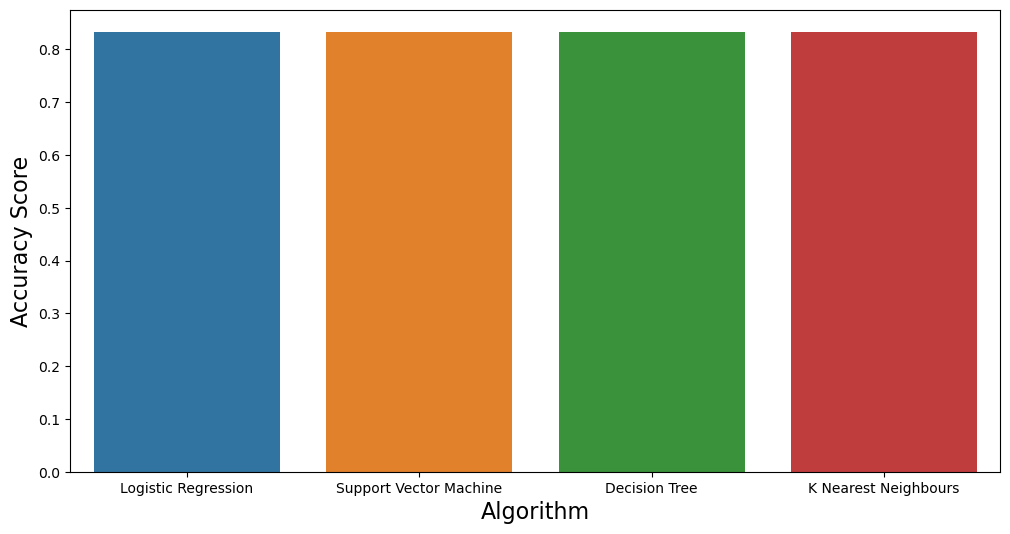 Accuracy Score
0.8
0.7
0.6
0.5
0.4
0.3
0.2
0.1
0.0
Logistic Regression
Support Vector Machine
Decision Tree
K Nearest Neighbours
Algorithm